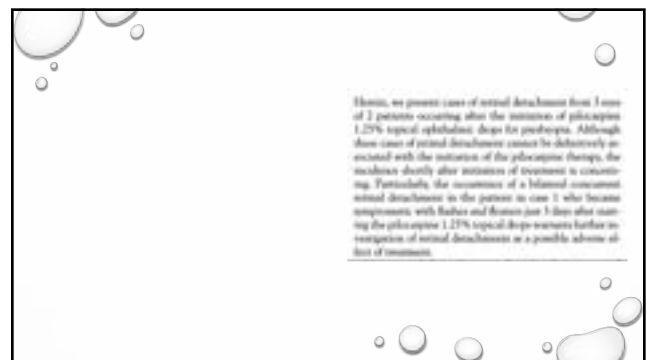 Herein, we present cases of retinal detachment from 3 eyes
of 2 patients occurring after the initiation of pilocarpine
1.25% topical ophthalmic drops for presbyopia. Although
these cases of retinal detachment cannot be definitively as-
sociated with the initiation of the pilocarpine therapy, the
incidence shortly after initiation of treatment is concern-
ing. Particularly, the occurrence of a bilateral concurrent
retinal detachment in the patient in case 1 who became
symptomatic with flashes and floaters just 3 days after start-
ing the pilocarpine 1.25% topical drops warrants further in-
vestigation of retinal detachment as a possible adverse ef-
fect of treatment.